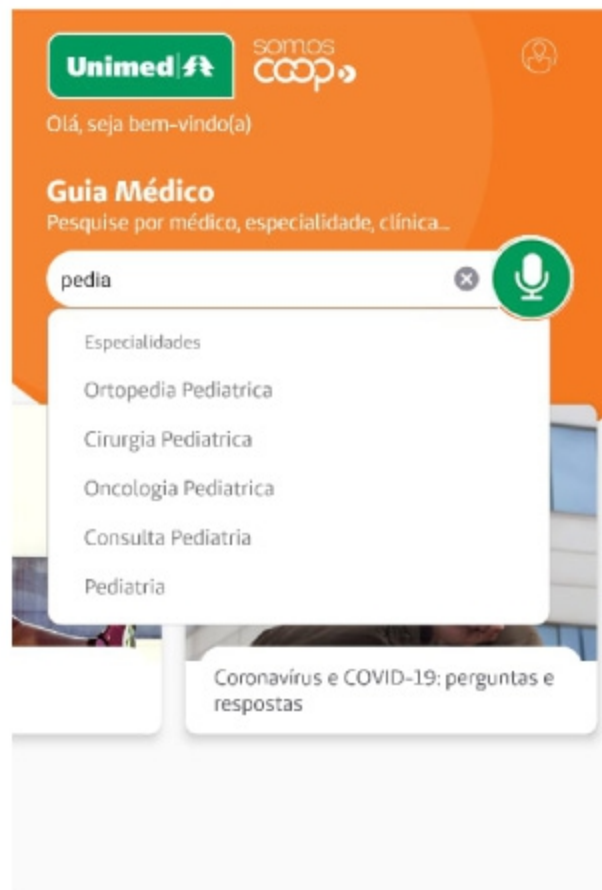 Unimed
somos
coop
Olá, seja bem-vindo(a)
Guia Médico
Pesquise por médico, especialidade, clínica...
pedia
Especialidades
Ortopedia Pediatrica
Cirurgia Pediatrica
Oncologia Pediatrica
Consulta Pediatria
Pediatria
Coronavírus e COVID-19: perguntas e
respostas